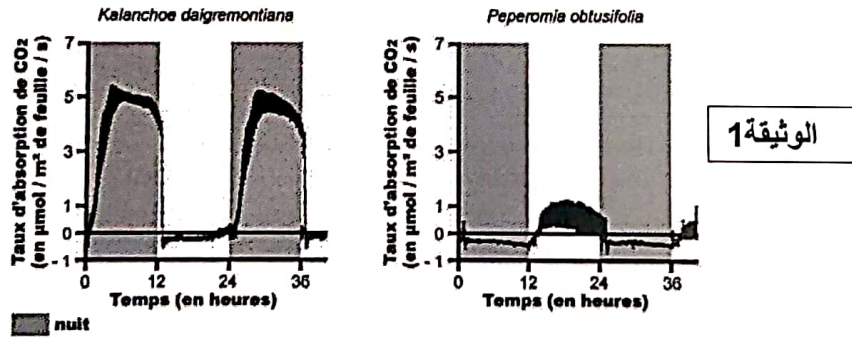 Kalanchoe daigremontiana
Taux d'absorption de CO2
(en µmol / m² de feuille / s)
7
5
3
1
0
- 1
0
12
24
36
Temps (en heures)
nuit
Peperomia obtusifolia
Taux d'absorption de CO2
(en µmol / m² de feuille / s)
7
5
3
1
0
- 1
0
12
24
36
Temps (en heures)
الوثيقة1